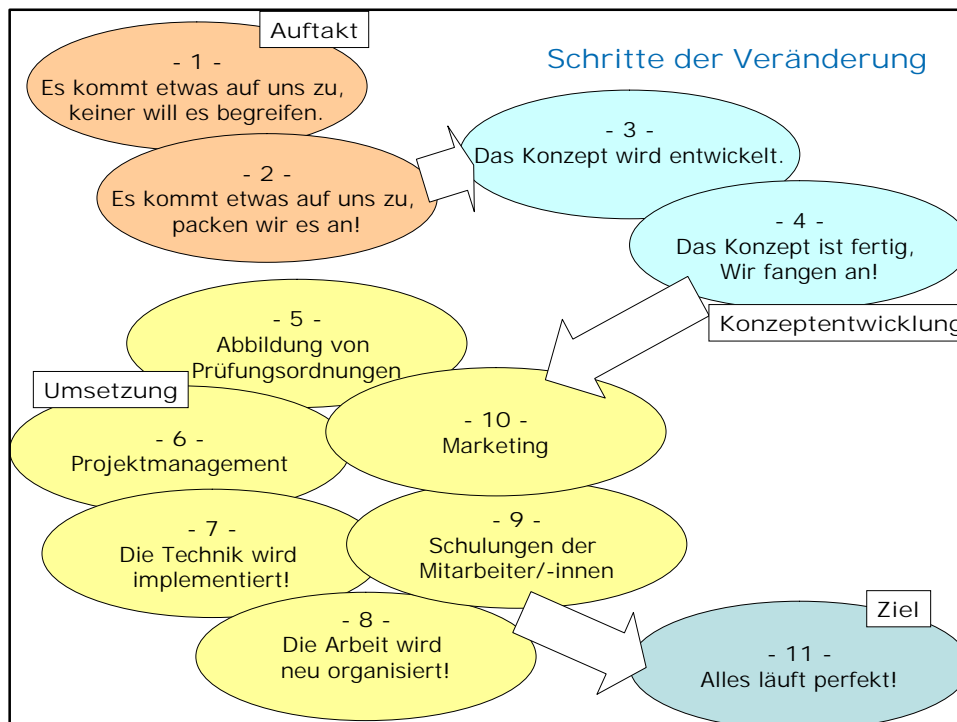 Auftakt
Schritte der Veränderung
- 1 -
Es kommt etwas auf uns zu,
keiner will es begreifen.
- 2 -
Es kommt etwas auf uns zu,
packen wir es an!
- 3 -
Das Konzept wird entwickelt.
- 4 -
Das Konzept ist fertig,
Wir fangen an!
Konzeptentwicklung
- 5 -
Abbildung von
Prüfungsordnungen
Umsetzung
- 6 -
Projektmanagement
- 7 -
Die Technik wird
implementiert!
- 8 -
Die Arbeit wird
neu organisiert!
- 9 -
Schulungen der
Mitarbeiter/-innen
- 10 -
Marketing
Ziel
- 11 -
Alles läuft perfekt!